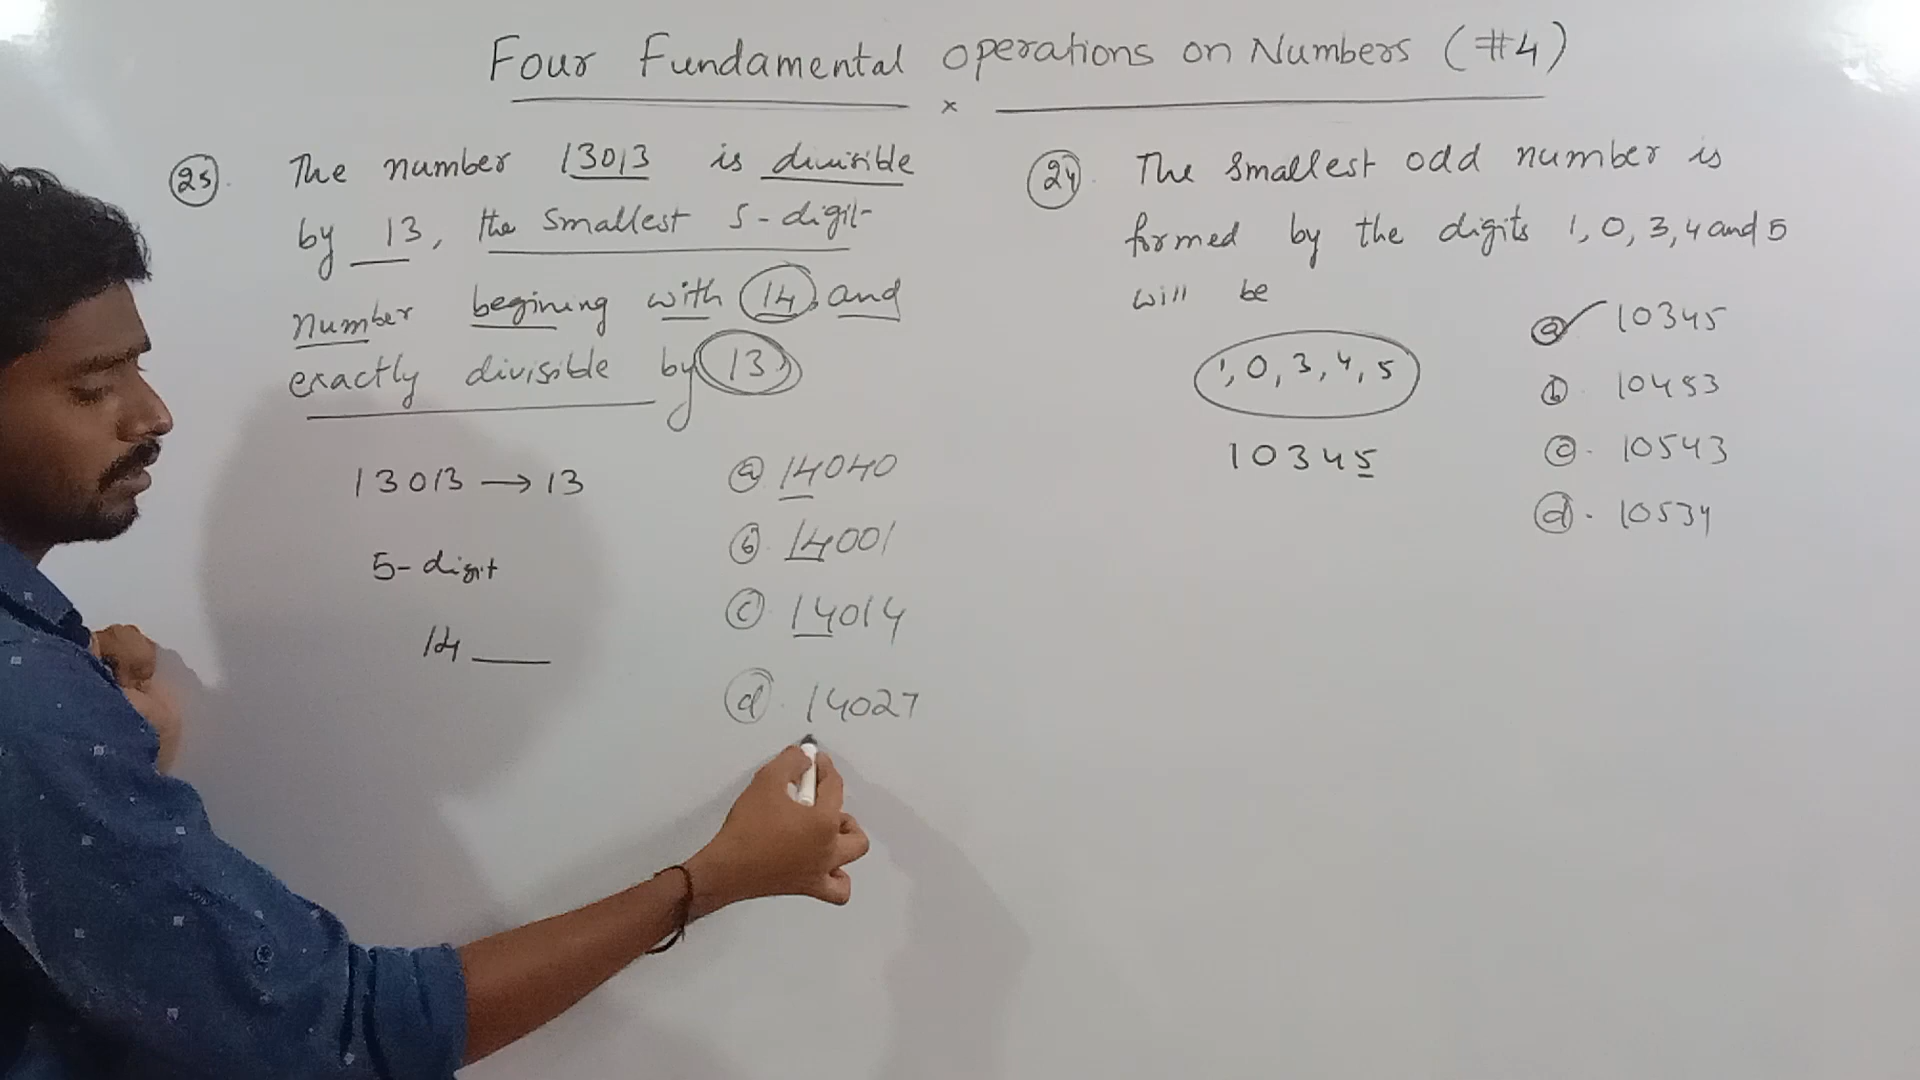 Four Fundamental operations on Numbers (#4)
x
(25). The number 13013 is divisible
by 13, the smallest 5-digit
number begining with 14, and
exactly divisible by 13
13013 → 13
5-digit
14 ___
(a) 14040
(b). 14001
(c). 14014
(d). 14027
(24). The smallest odd number is
formed by the digits 1, 0, 3, 4 and 5
will be
1, 0, 3, 4, 5
10345
(a) ✓ 10345
(b) 10453
(c). 10543
(d). 10534